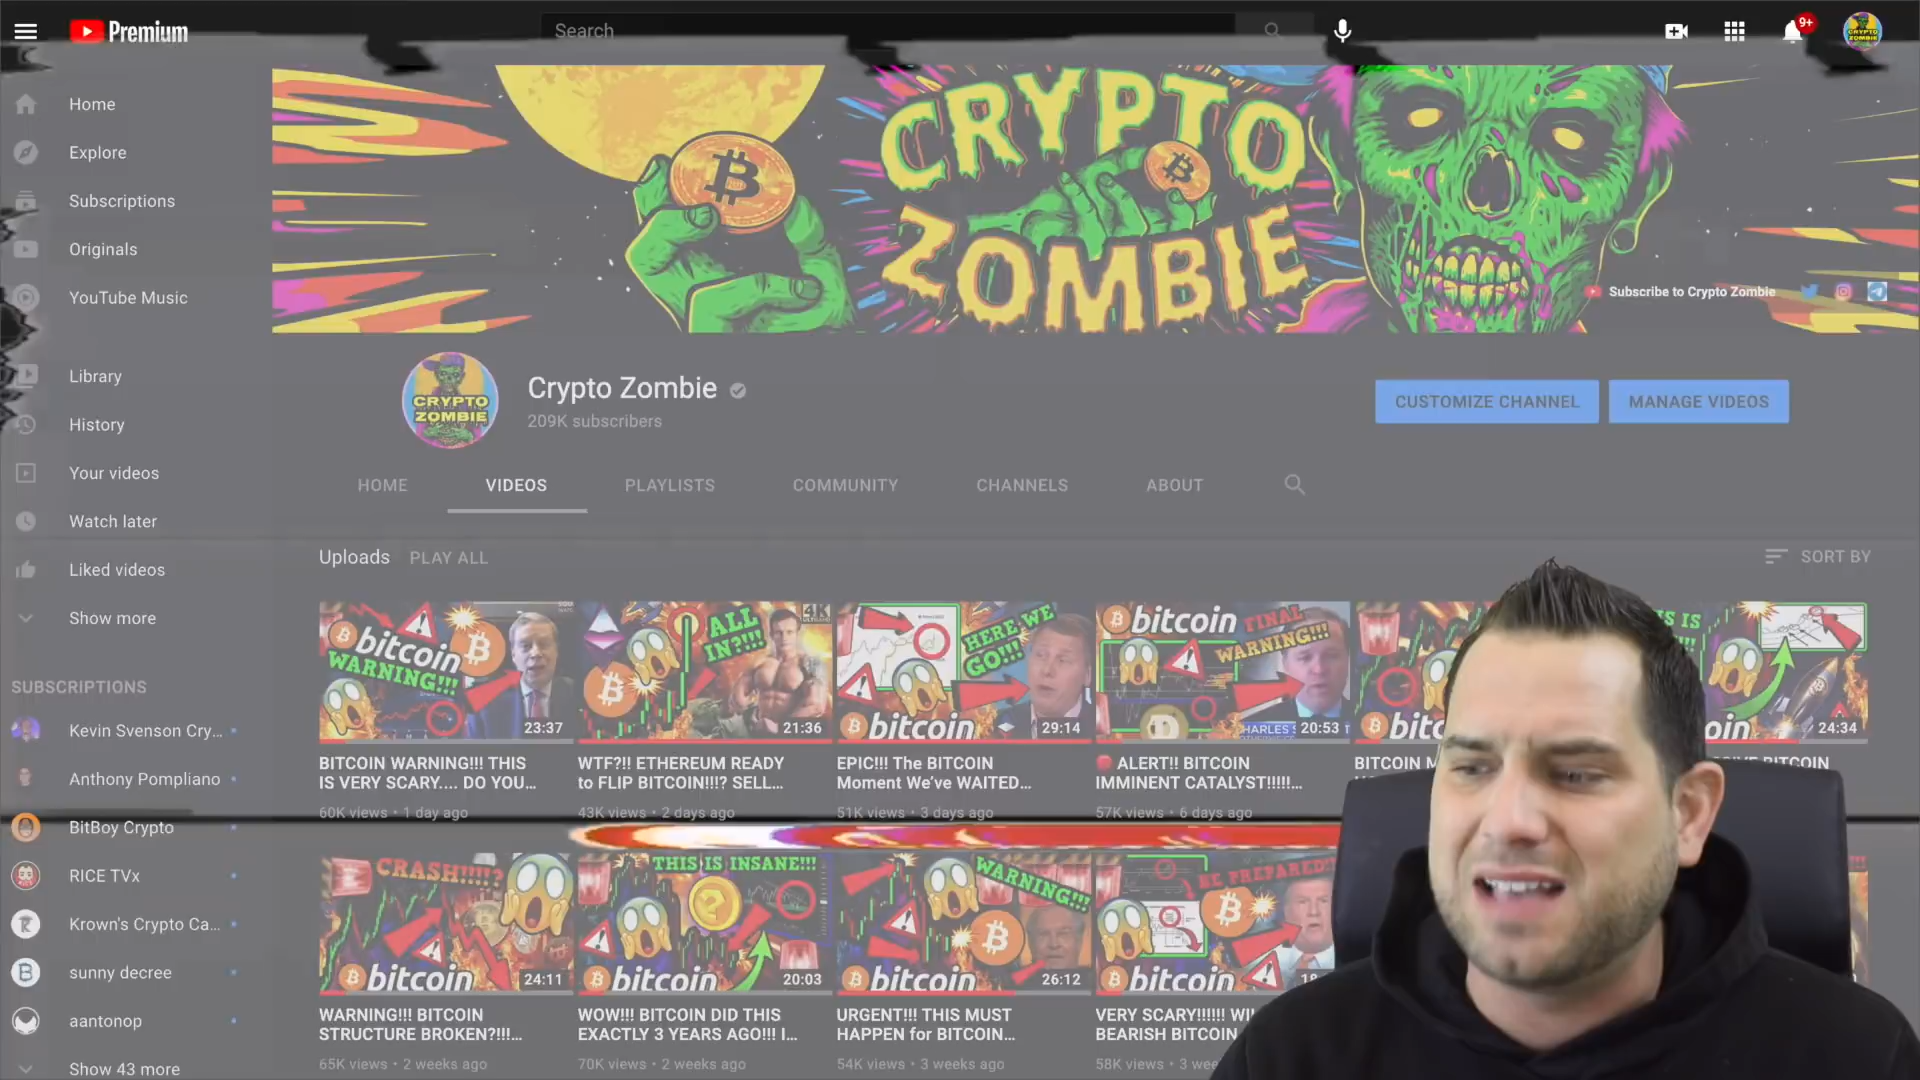 Premium
Search
9+
Home
Explore
Subscriptions
Originals
YouTube Music
Library
History
Your videos
Watch later
Liked videos
Show more
SUBSCRIPTIONS
Kevin Svenson Cry...
Anthony Pompliano
BitBoy Crypto
RICE TVx
Krown's Crypto Ca...
sunny decree
aantonop
Show 43 more
CRYPTO
ZOMBIE
Subscribe to Crypto Zombie
CRYPTO
ZOMBIE
Crypto Zombie
209K subscribers
CUSTOMIZE CHANNEL
MANAGE VIDEOS
HOME
VIDEOS
PLAYLISTS
COMMUNITY
CHANNELS
ABOUT
Uploads
PLAY ALL
SORT BY
bitcoin
WARNING!!!
23:37
BITCOIN WARNING!!! THIS
IS VERY SCARY.... DO YOU...
60K views • 1 day ago
4K
ALL
IN?!!!
21:36
WTF?!! ETHEREUM READY
to FLIP BITCOIN!!!? SELL...
43K views • 2 days ago
HERE WE
GO!!!
bitcoin
29:14
EPIC!!! The BITCOIN
Moment We've WAITED...
51K views • 3 days ago
bitcoin
FINAL
WARNING!!!
20:53
ALERT!! BITCOIN
IMMINENT CATALYST!!!!!...
57K views • 6 days ago
BITCOIN
24:34
BITCOIN
CRASH!!!!?
bitcoin
24:11
WARNING!!! BITCOIN
STRUCTURE BROKEN?!!!...
65K views • 2 weeks ago
THIS IS INSANE!!!
bitcoin
20:03
WOW!!! BITCOIN DID THIS
EXACTLY 3 YEARS AGO!!! I...
70K views • 2 weeks ago
WARNING!!!
bitcoin
26:12
URGENT!!! THIS MUST
HAPPEN for BITCOIN...
54K views • 3 weeks ago
BE PREPARED!
bitcoin
VERY SCARY!!!!!!
BEARISH BITCOIN
58K views